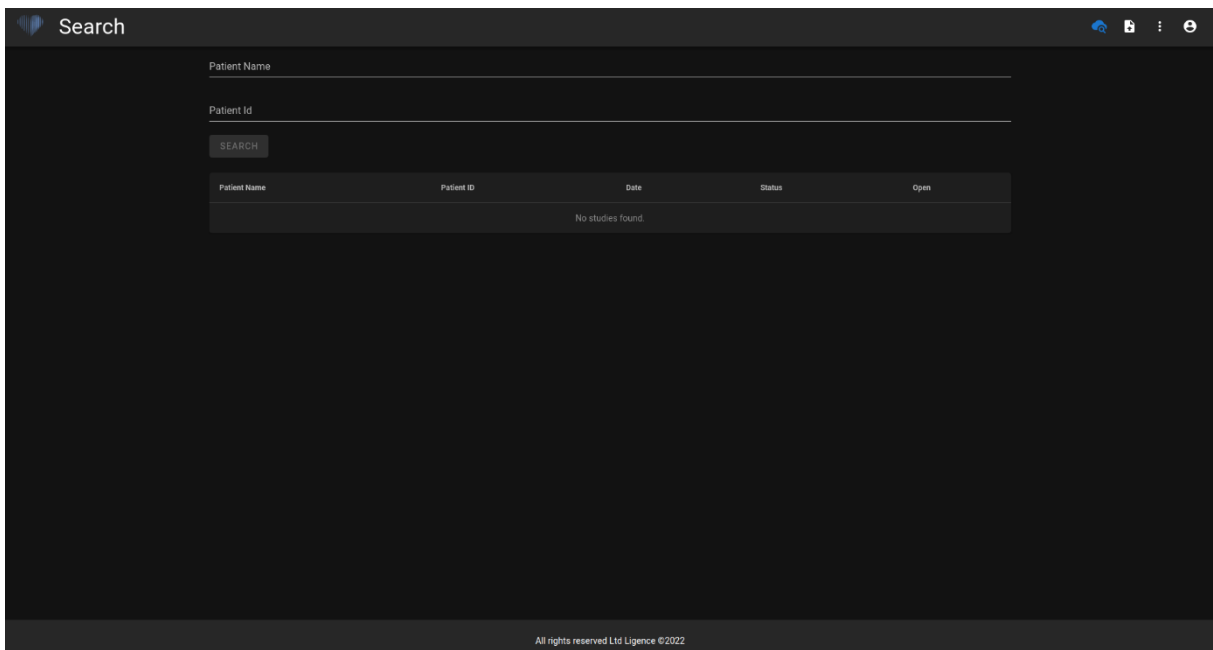 Search
Patient Name
Patient Id
SEARCH
Patient Name Patient ID Date Status Open
No studies found.
All rights reserved Ltd Ligence ©2022